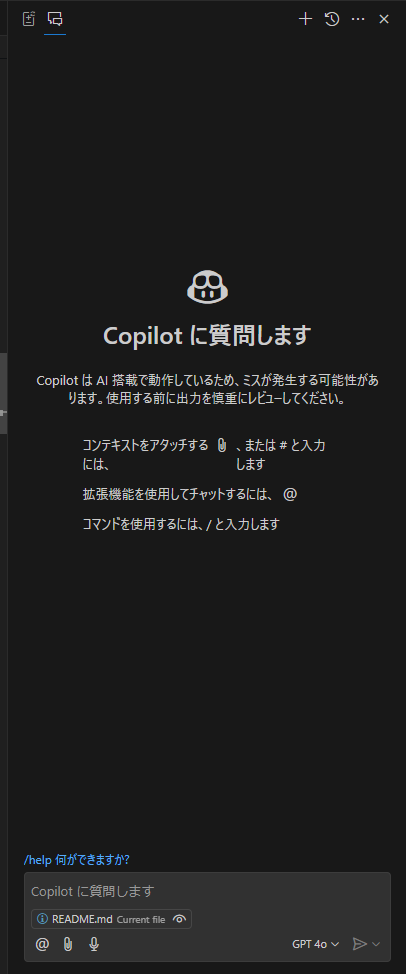 Copilot に質問します
Copilot は AI 搭載で動作しているため、ミスが発生する可能性があ
ります。使用する前に出力を慎重にレビューしてください。
コンテキストをアタッチする 、または # と入力
には、 します
拡張機能を使用してチャットするには、 @
コマンドを使用するには、/ と入力します
/help 何ができますか?
Copilot に質問します
README.md Current file
@ GPT 4o